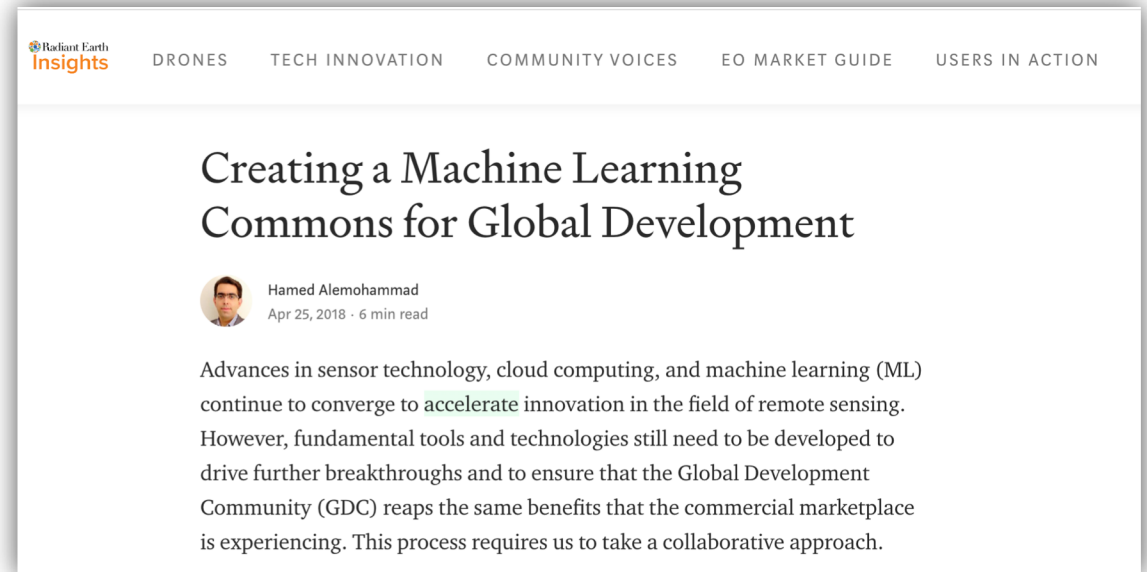 Radiant Earth
Insights
DRONES TECH INNOVATION COMMUNITY VOICES EO MARKET GUIDE USERS IN ACTION
Creating a Machine Learning
Commons for Global Development
Hamed Alemohammad
Apr 25, 2018 · 6 min read
Advances in sensor technology, cloud computing, and machine learning (ML)
continue to converge to accelerate innovation in the field of remote sensing.
However, fundamental tools and technologies still need to be developed to
drive further breakthroughs and to ensure that the Global Development
Community (GDC) reaps the same benefits that the commercial marketplace
is experiencing. This process requires us to take a collaborative approach.